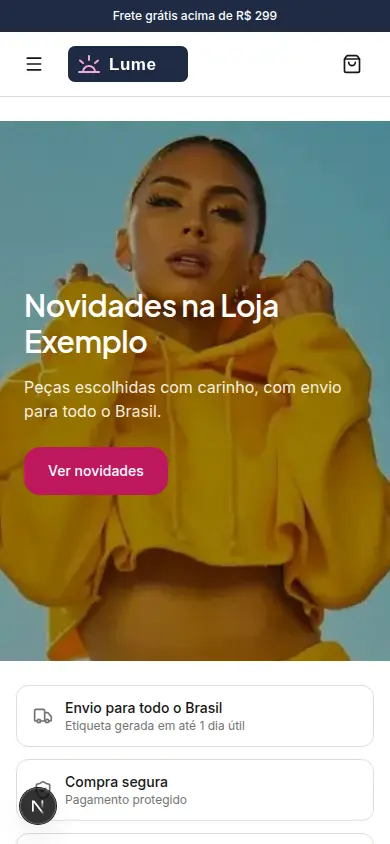 Frete grátis acima de R$ 299
Lume
Novidades na Loja
Exemplo
Peças escolhidas com carinho, com envio
para todo o Brasil.
Ver novidades
Envio para todo o Brasil
Etiqueta gerada em até 1 dia útil
Compra segura
Pagamento protegido
N